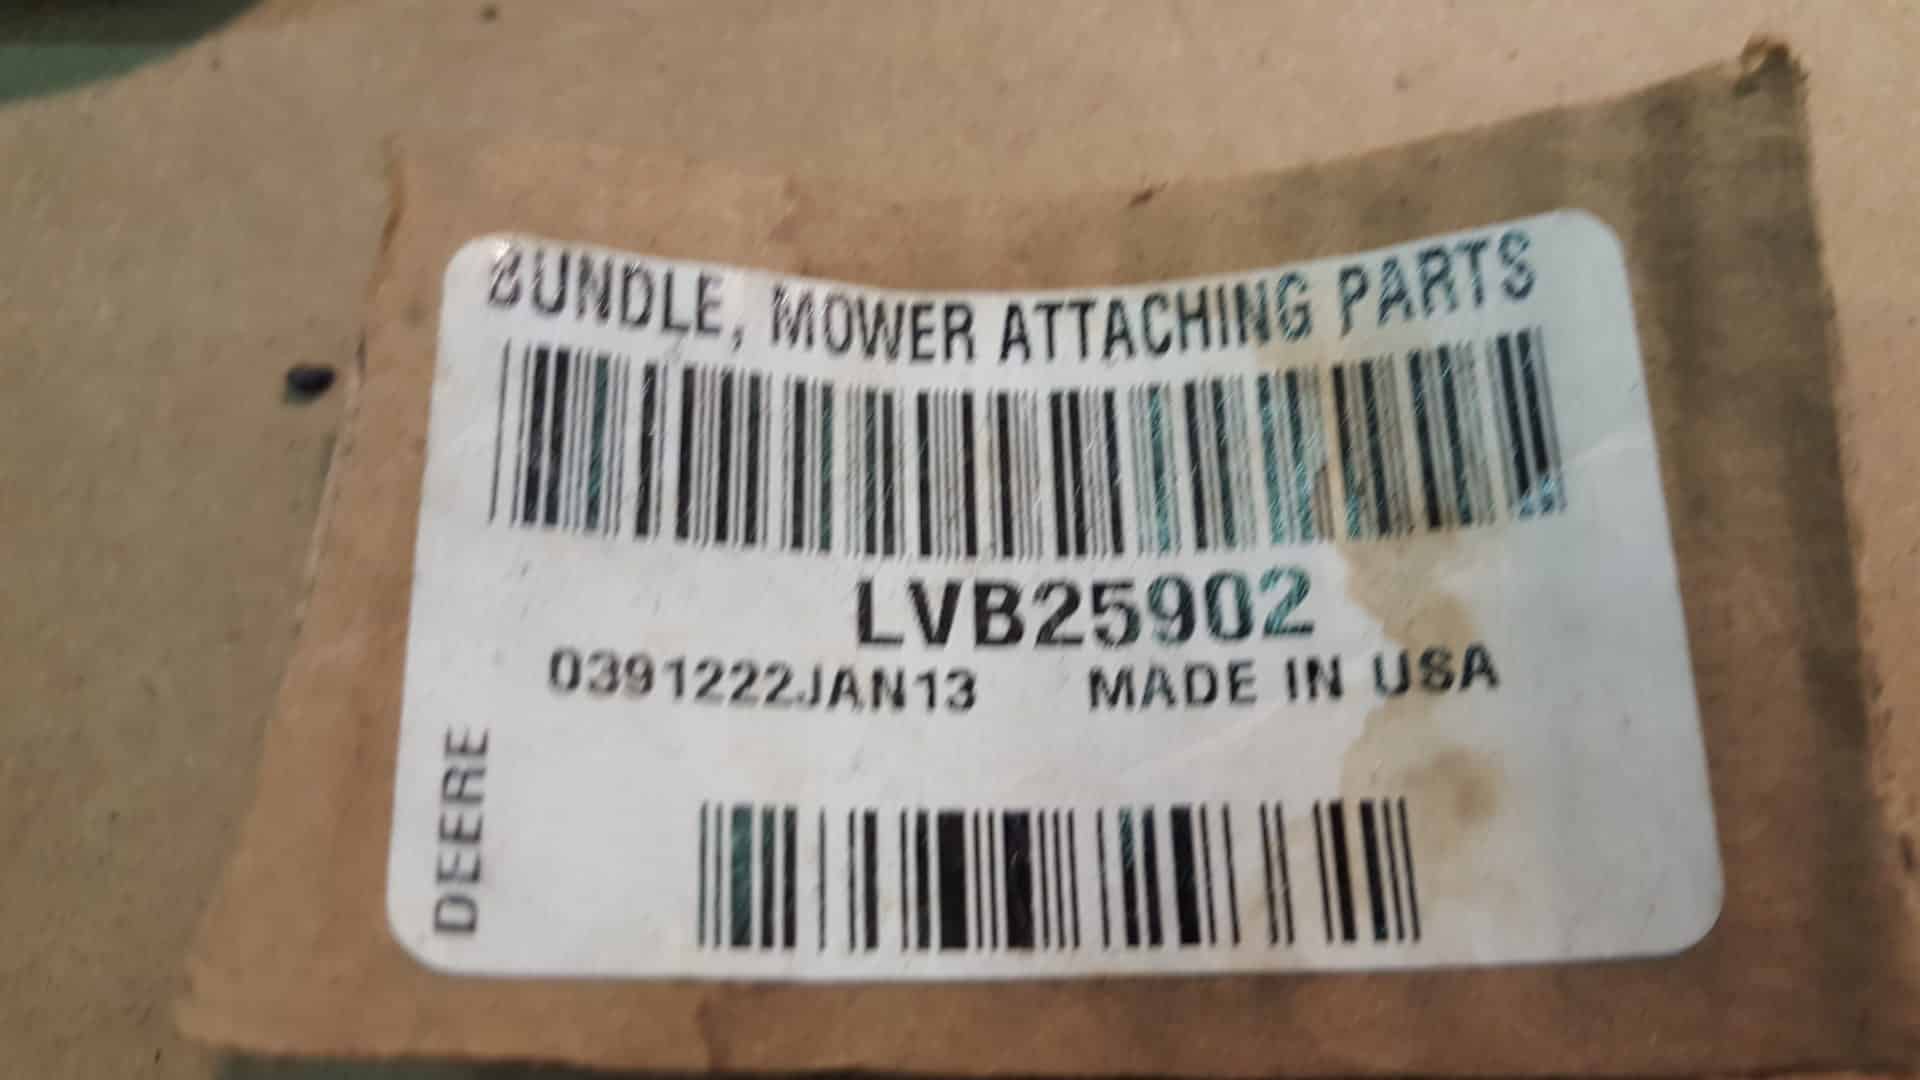 BUNDLE, MOWER ATTACHING PARTS
LVB25902
0391222JAN13 MADE IN USA
DEERE